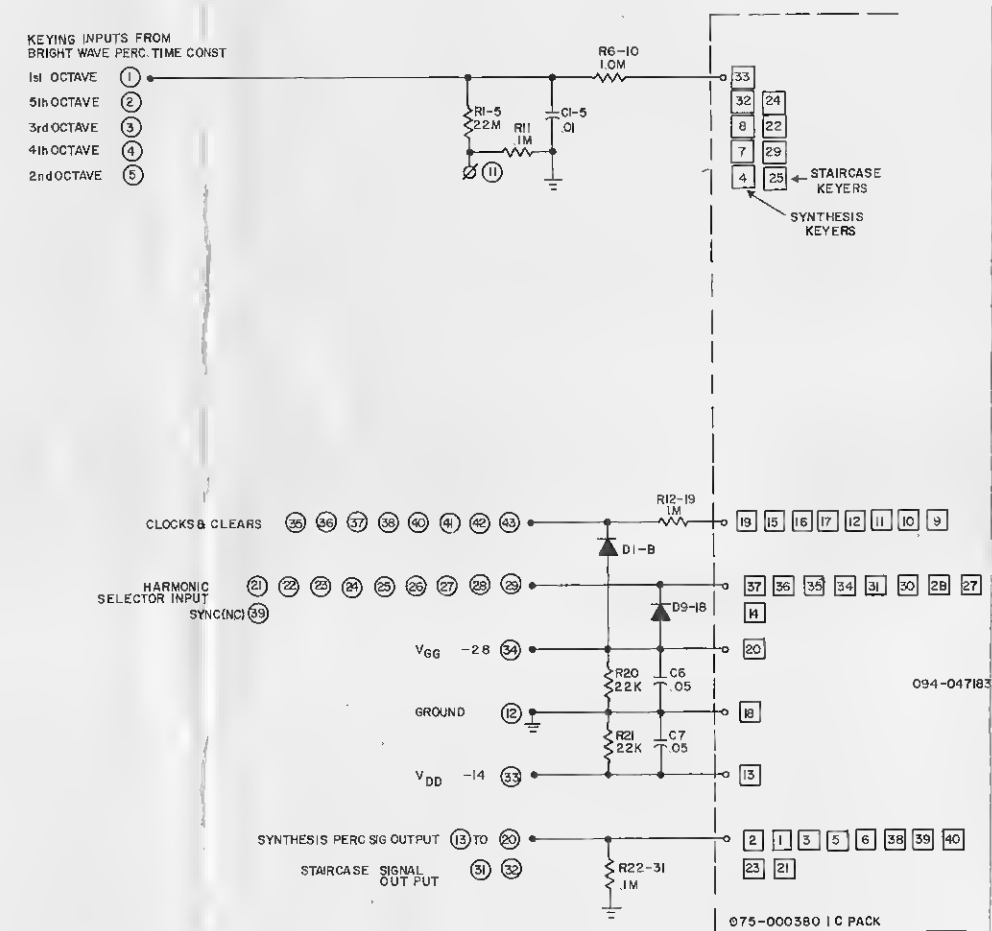 KEYING INPUTS FROM
BRIGHT WAVE PERC. TIME CONST
1st OCTAVE 1
5th OCTAVE 2
3rd OCTAVE 3
4th OCTAVE 4
2nd OCTAVE 5
R1-5
22M
R11
.1M
11
C1-5
.01
R6-10
1.0M
33
32 24
8 22
7 29
4 25
STAIRCASE
KEYERS
SYNTHESIS
KEYERS
CLOCKS & CLEARS 35 36 37 38 40 41 42 43
R12-19
.1M
19 15 16 17 12 11 10 9
D1-8
HARMONIC
SELECTOR INPUT
21 22 23 24 25 26 27 28 29
37 36 35 34 31 30 28 27
SYNC(NC) 39
D9-18
14
VGG -28 34
20
R20
22K
C6
.05
094-047183
GROUND 12
18
R21
22K
C7
.05
VDD -14 33
13
SYNTHESIS PERC SIG OUTPUT 13 TO 20
2 1 3 5 6 38 39 40
STAIRCASE SIGNAL
OUT PUT
31 32
R22-31
.1M
23 21
075-000380 IC PACK